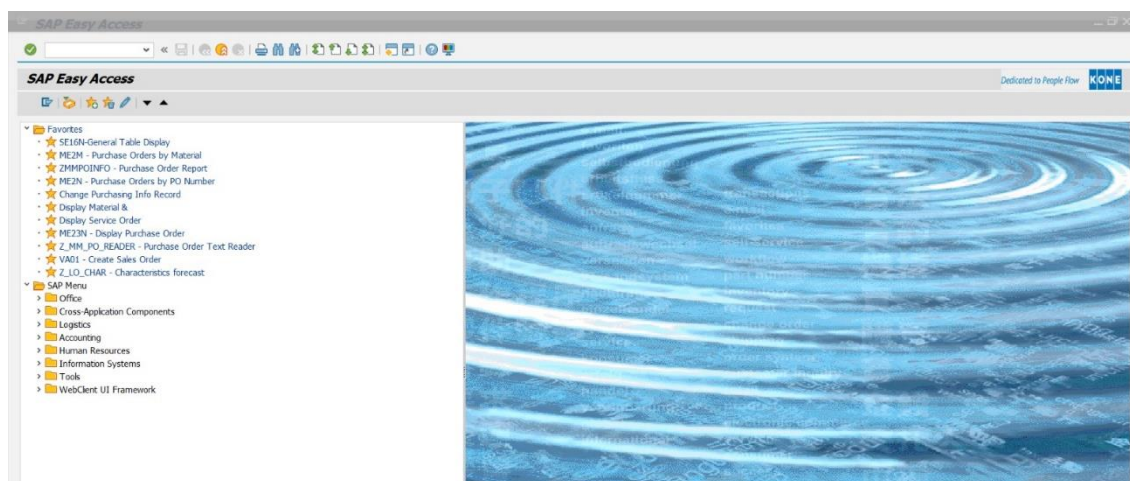 SAP Easy Access
SAP Easy Access
Dedicated to People Flow KONE
Favorites
SE16N-General Table Display
ME2M - Purchase Orders by Material
ZMMPOINFO - Purchase Order Report
ME2N - Purchase Orders by PO Number
Change Purchasing Info Record
Display Material &
Display Service Order
ME23N - Display Purchase Order
Z_MM_PO_READER - Purchase Order Text Reader
VA01 - Create Sales Order
Z_LO_CHAR - Characteristics forecast
SAP Menu
Office
Cross-Application Components
Logistics
Accounting
Human Resources
Information Systems
Tools
WebClient UI Framework